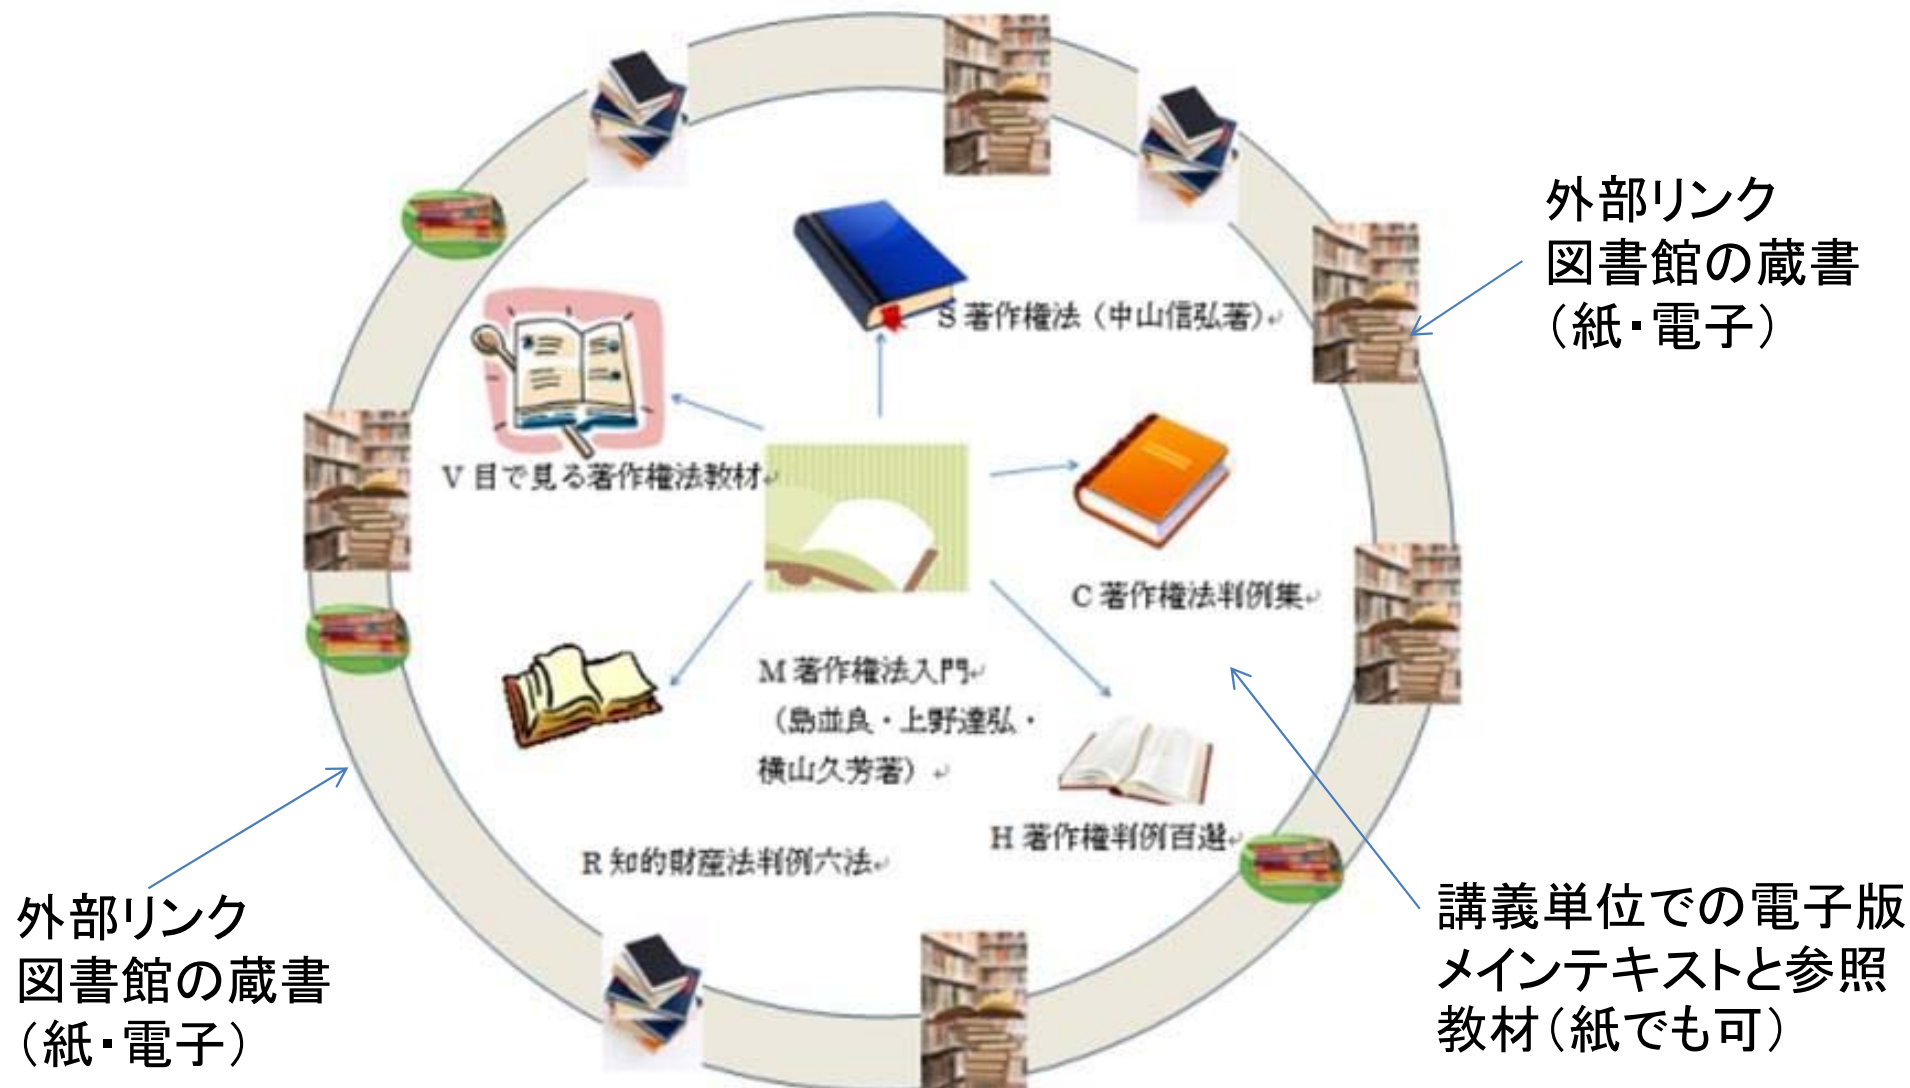 外部リンク
図書館の蔵書
（紙・電子）
S 著作権法（中山信弘著）
V 目で見る著作権法教材
C 著作権法判例集
M 著作権法入門
（島並良・上野達弘・
横山久芳著）
H 著作権判例百選
R 知的財産法判例六法
外部リンク
図書館の蔵書
（紙・電子）
講義単位での電子版
メインテキストと参照
教材（紙でも可）